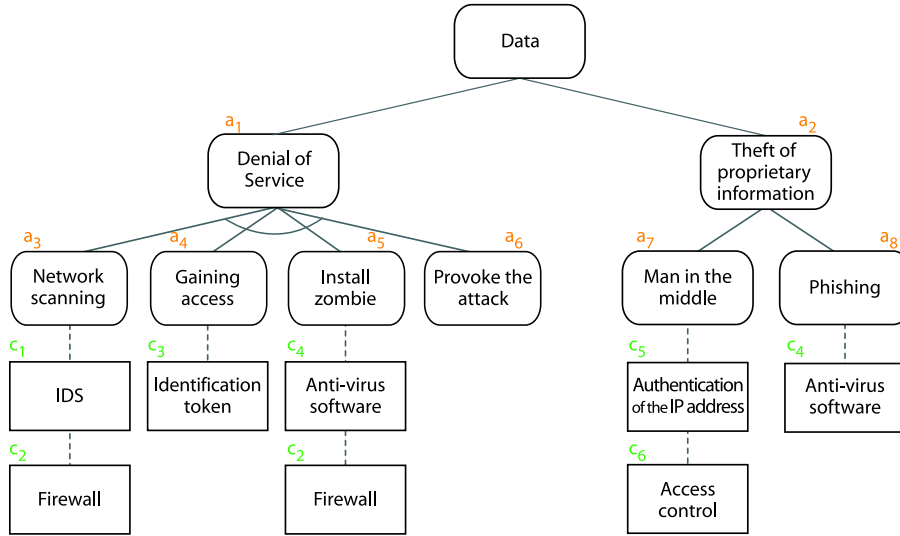 Data
a1
Denial of
Service
a2
Theft of
proprietary
information
a3
Network
scanning
a4
Gaining
access
a5
Install
zombie
a6
Provoke the
attack
a7
Man in the
middle
a8
Phishing
c1
IDS
c3
Identification
token
c4
Anti-virus
software
c5
Authentication
of the IP address
c4
Anti-virus
software
c2
Firewall
c2
Firewall
c6
Access
control